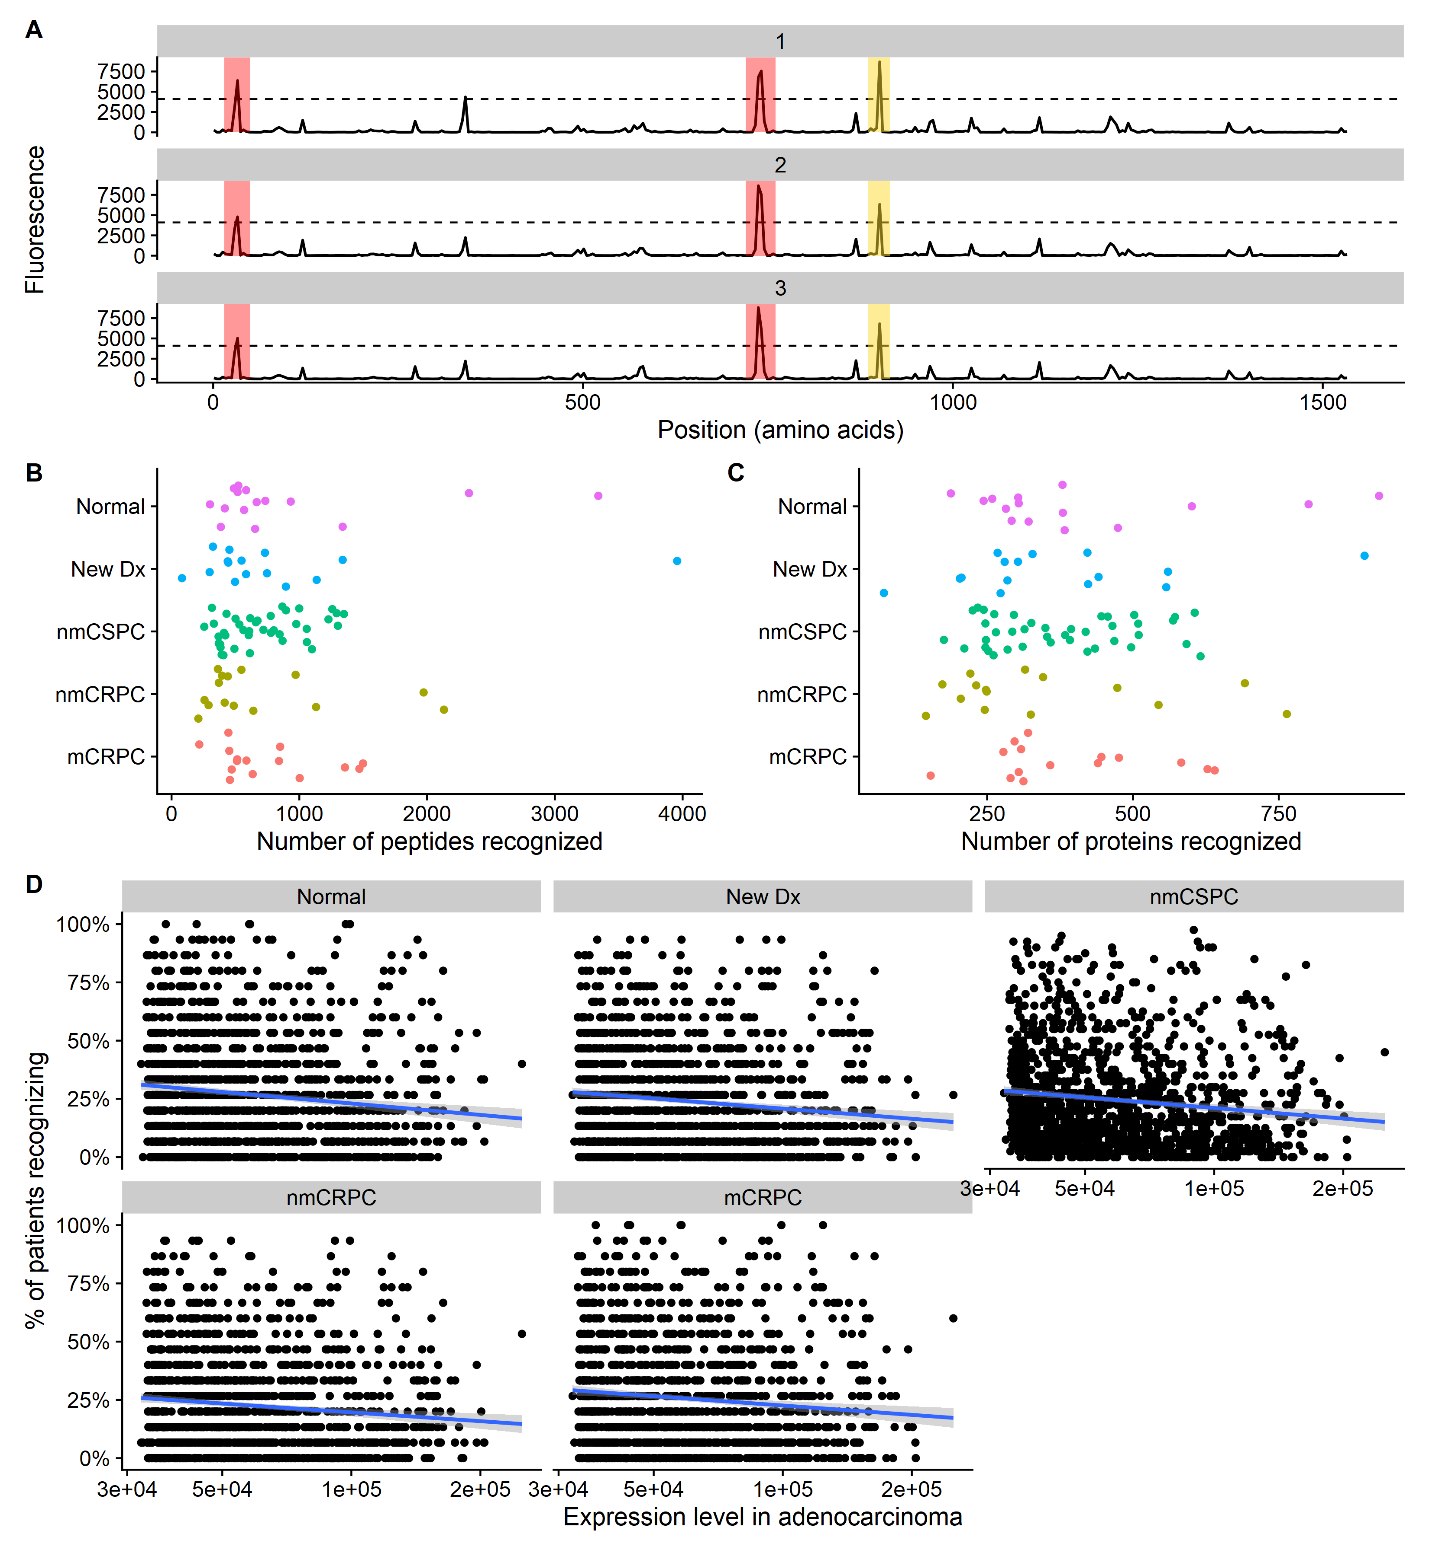 A
1
7500
5000
2500
0
2
7500
5000
2500
0
3
7500
5000
2500
0
Fluorescence
0 500 1000 1500
Position (amino acids)
B
Normal
New Dx
nmCSPC
nmCRPC
mCRPC
0 1000 2000 3000 4000
Number of peptides recognized
C
Normal
New Dx
nmCSPC
nmCRPC
mCRPC
250 500 750
Number of proteins recognized
D
Normal New Dx nmCSPC
100%
75%
50%
25%
0%
3e+04 5e+04 1e+05 2e+05
nmCRPC mCRPC
100%
75%
50%
25%
0%
% of patients recognizing
3e+04 5e+04 1e+05 2e+05 3e+04 5e+04 1e+05 2e+05
Expression level in adenocarcinoma